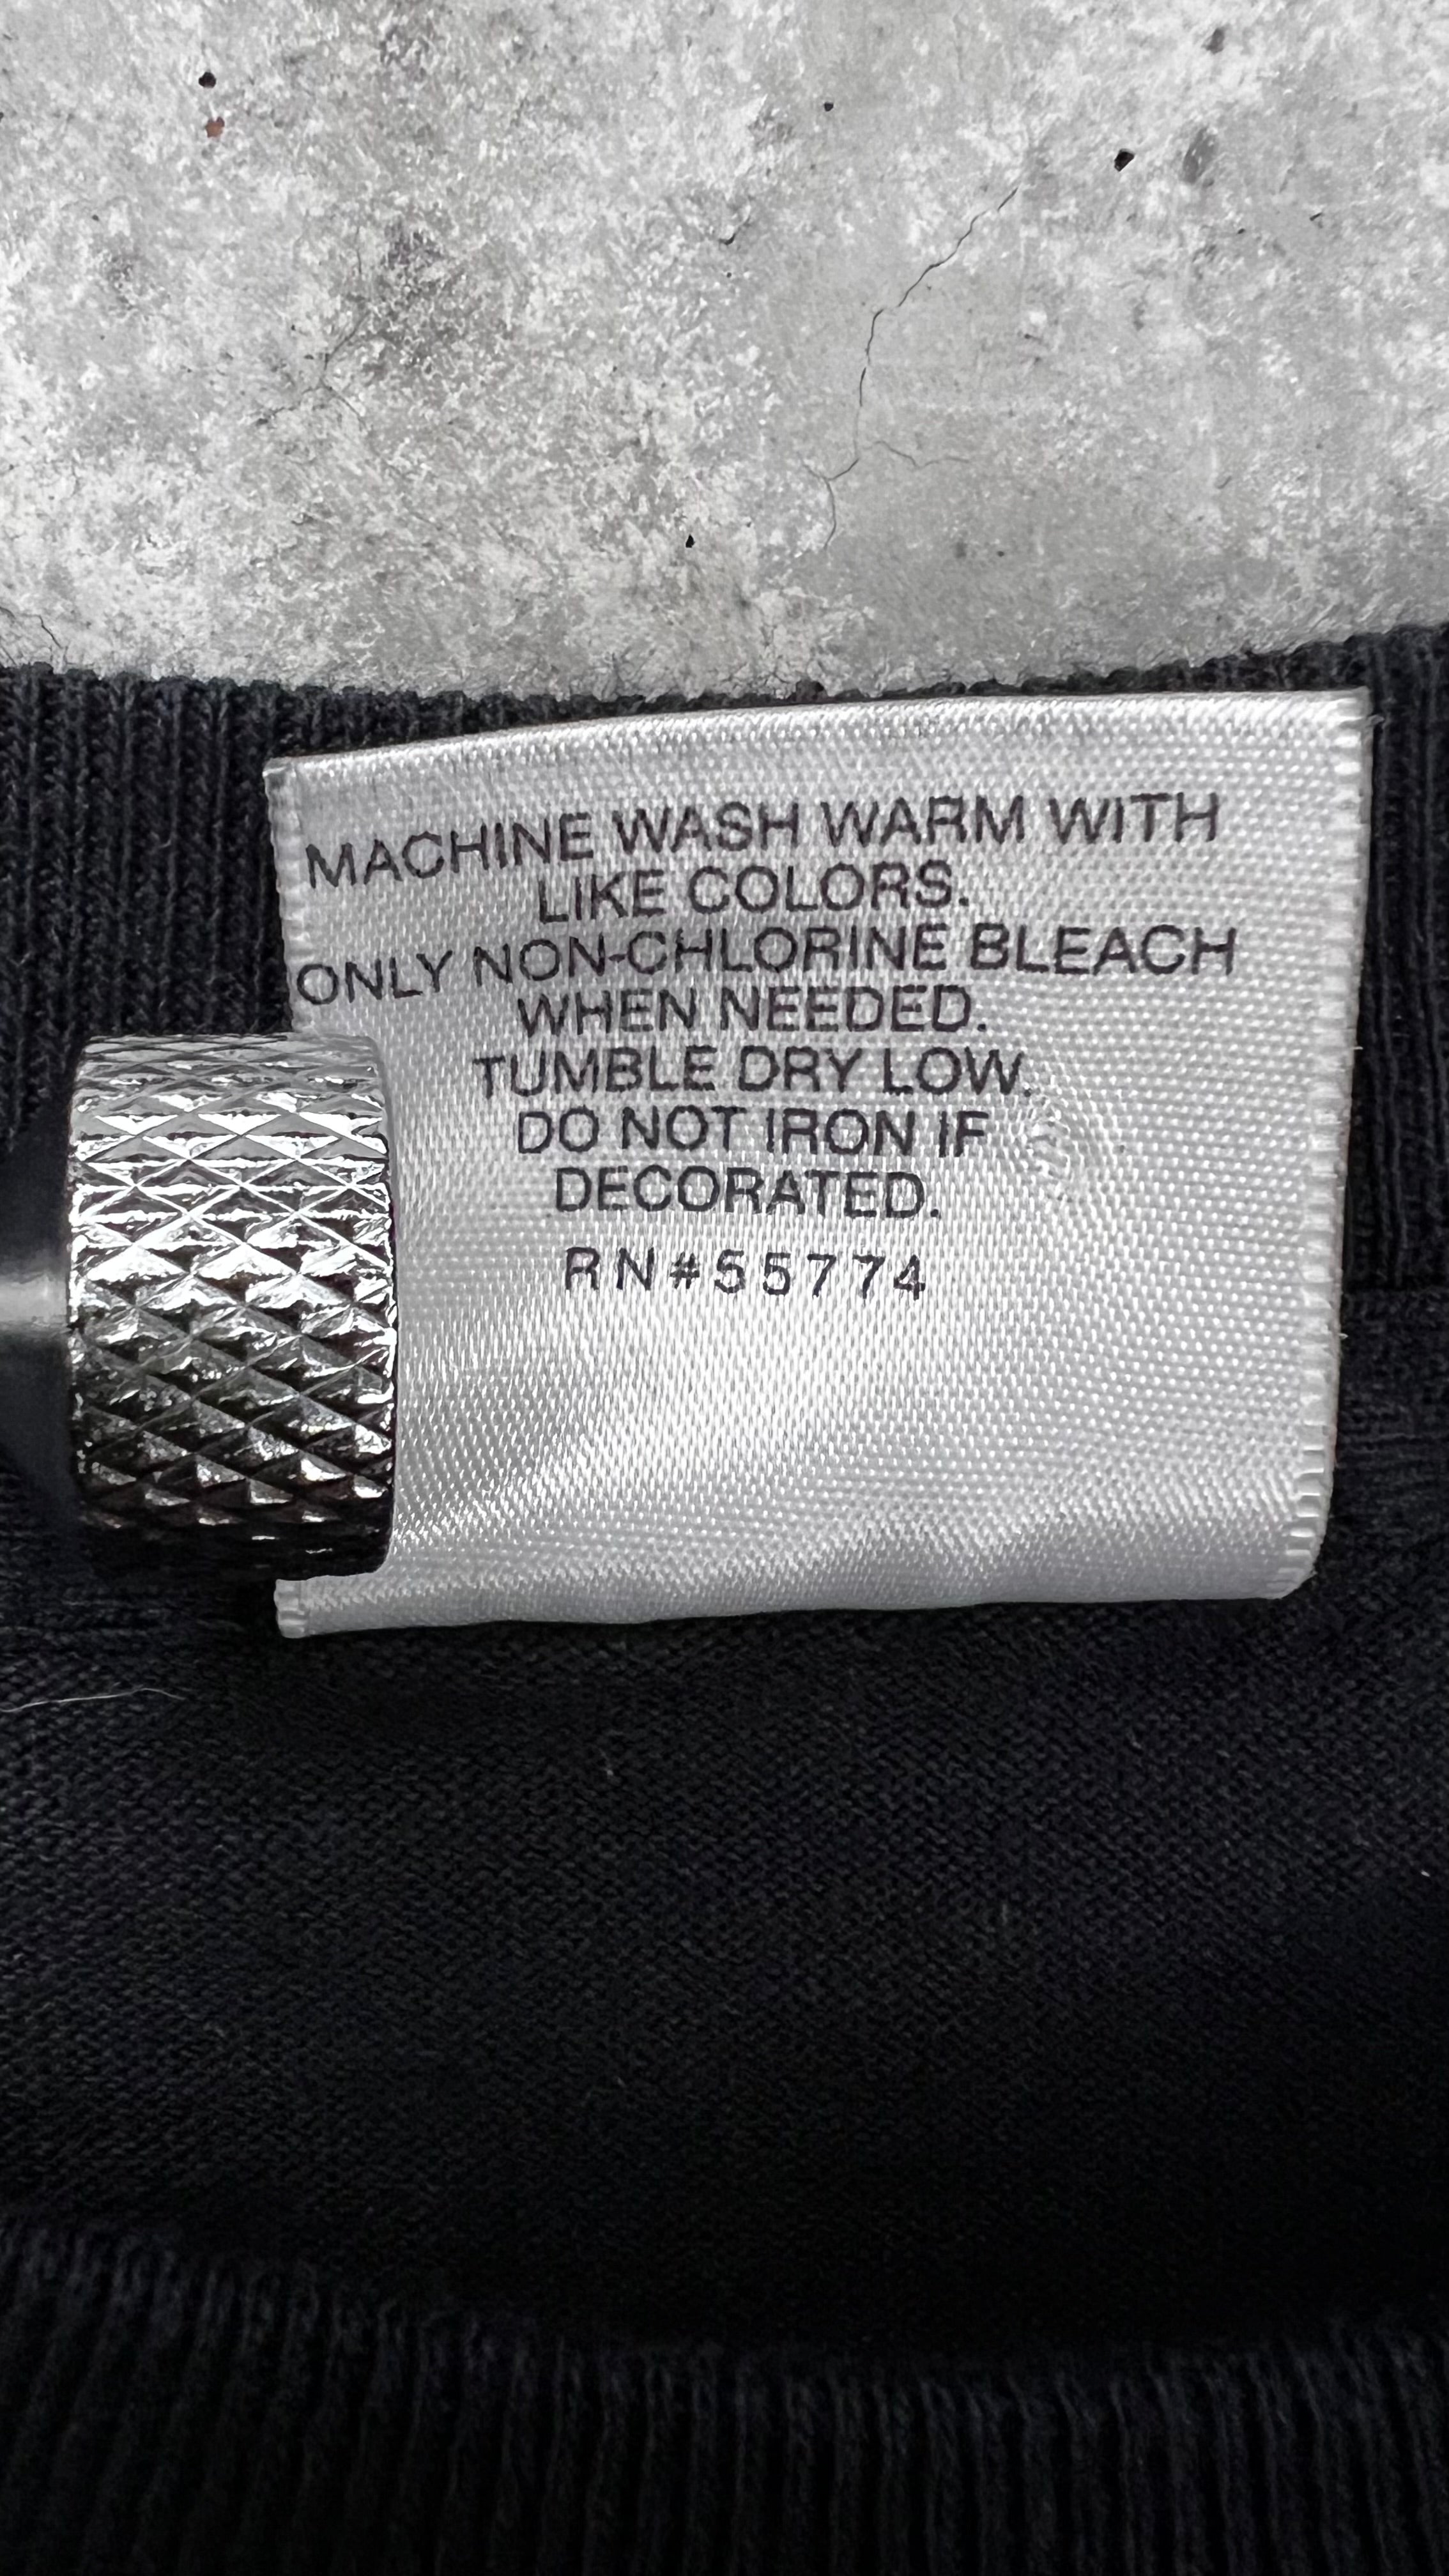 MACHINE WASH WARM WITH
LIKE COLORS.
ONLY NON-CHLORINE BLEACH
WHEN NEEDED.
TUMBLE DRY LOW.
DO NOT IRON IF
DECORATED.
RN#55774